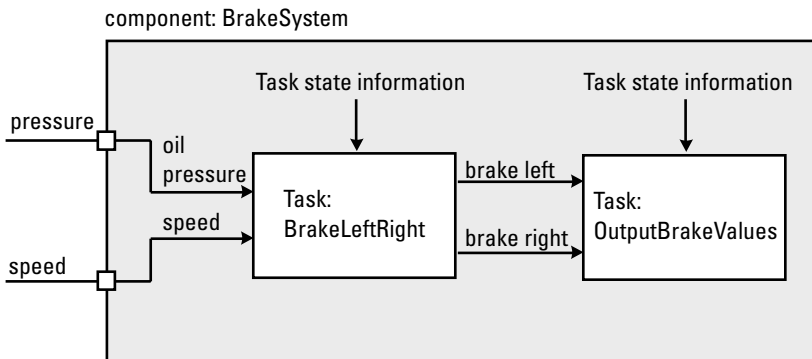 component: BrakeSystem
Task state information
Task state information
pressure
oil
pressure
speed
speed
Task:
BrakeLeftRight
brake left
brake right
Task:
OutputBrakeValues